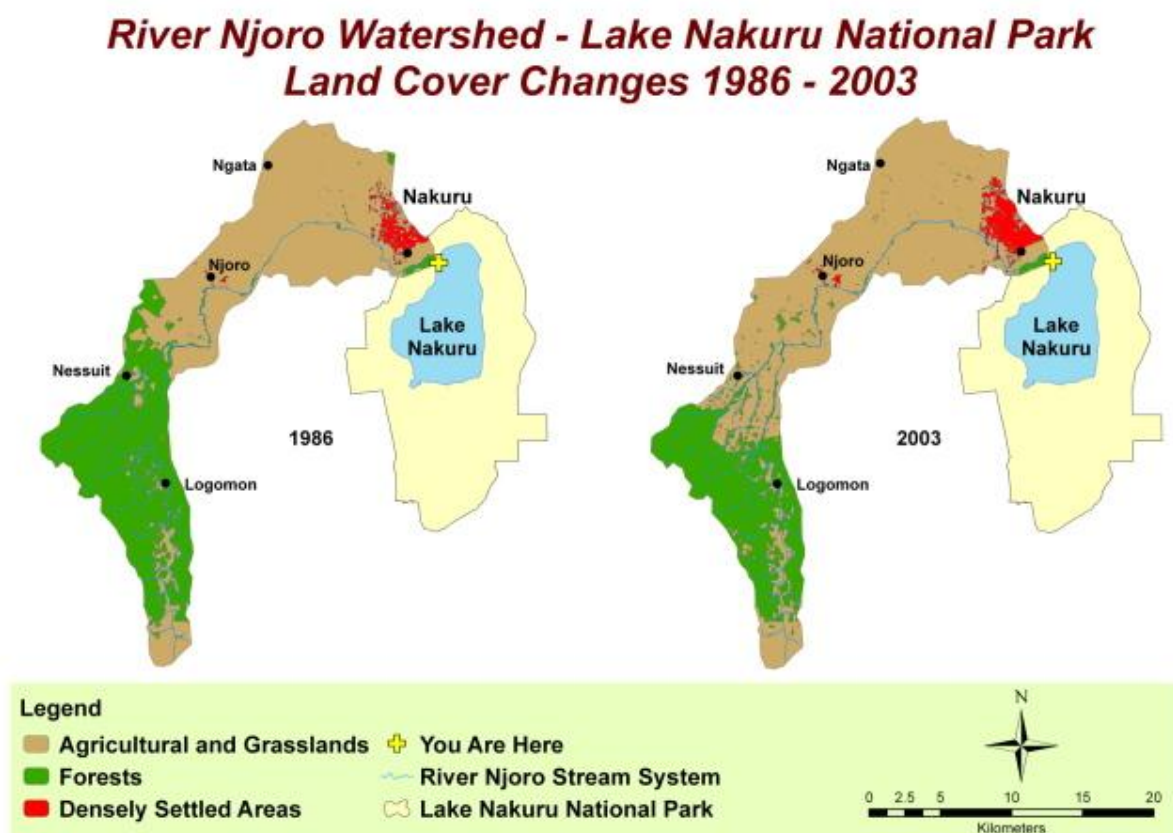 River Njoro Watershed - Lake Nakuru National Park
Land Cover Changes 1986 - 2003
Ngata
Nakuru
Njoro
Lake
Nakuru
Nessuit
1986
Logomon
Ngata
Nakuru
Njoro
Lake
Nakuru
Nessuit
2003
Logomon
Legend
Agricultural and Grasslands
Forests
Densely Settled Areas
You Are Here
River Njoro Stream System
Lake Nakuru National Park
N
0 2.5 5 10 15 20
Kilometers